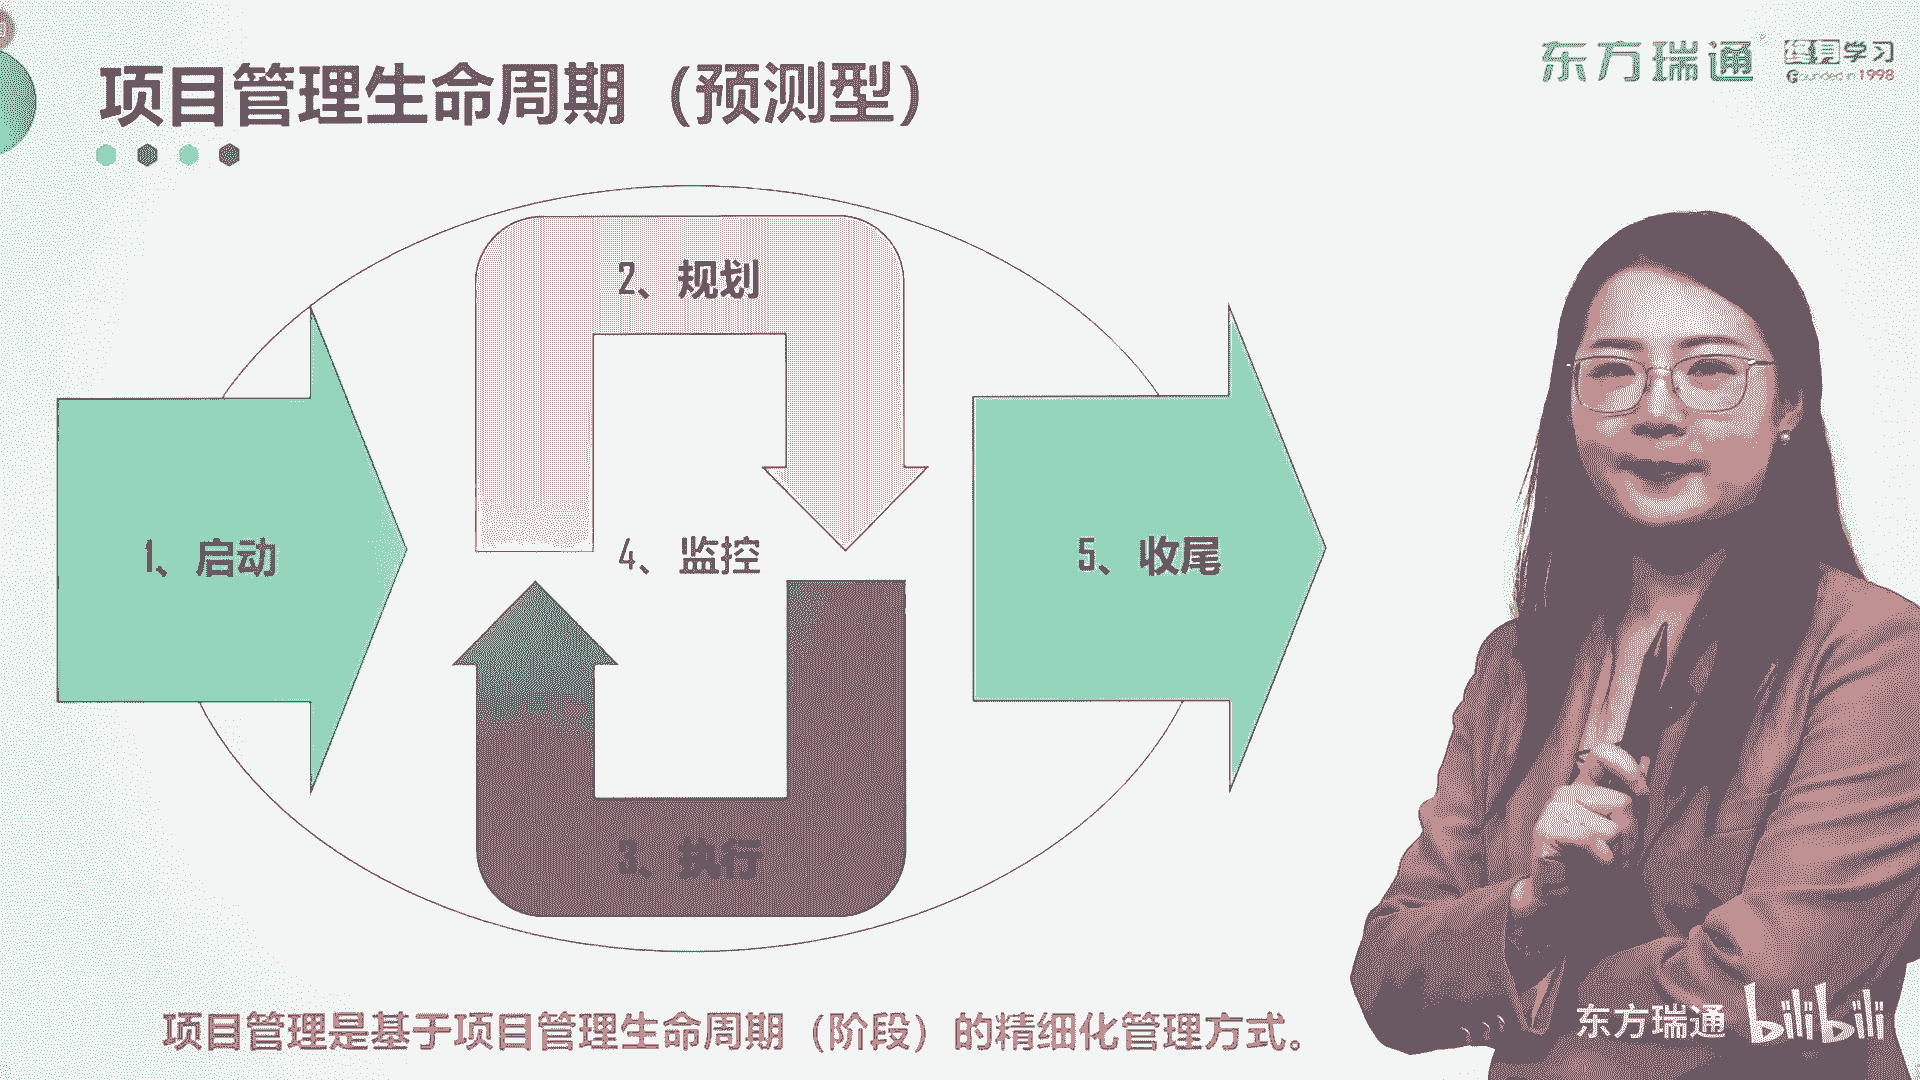 东方瑞通 终身学习
Founded in 1998
项目管理生命周期（预测型）
2、规划
1、启动
4、监控
5、收尾
3、执行
项目管理是基于项目管理生命周期（阶段）的精细化管理方式。
东方瑞通 bilibili